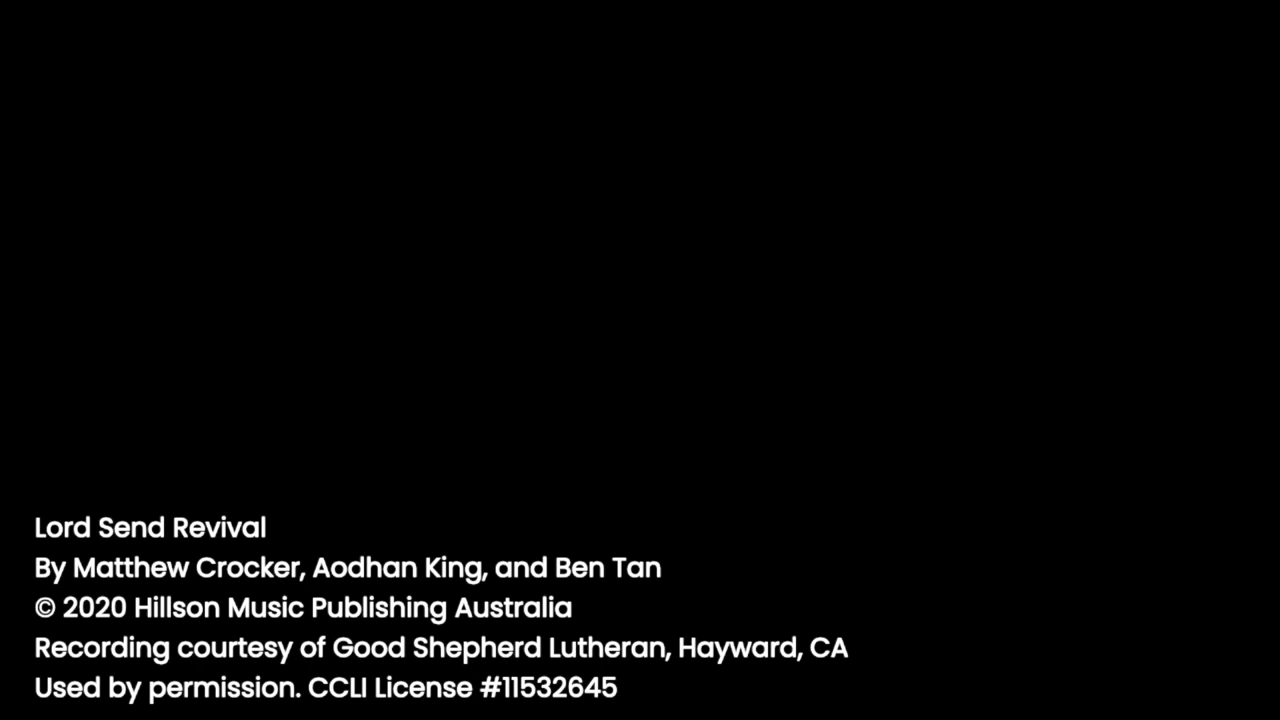 Lord Send Revival
By Matthew Crocker, Aodhan King, and Ben Tan
© 2020 Hillson Music Publishing Australia
Recording courtesy of Good Shepherd Lutheran, Hayward, CA
Used by permission. CCLI License #11532645